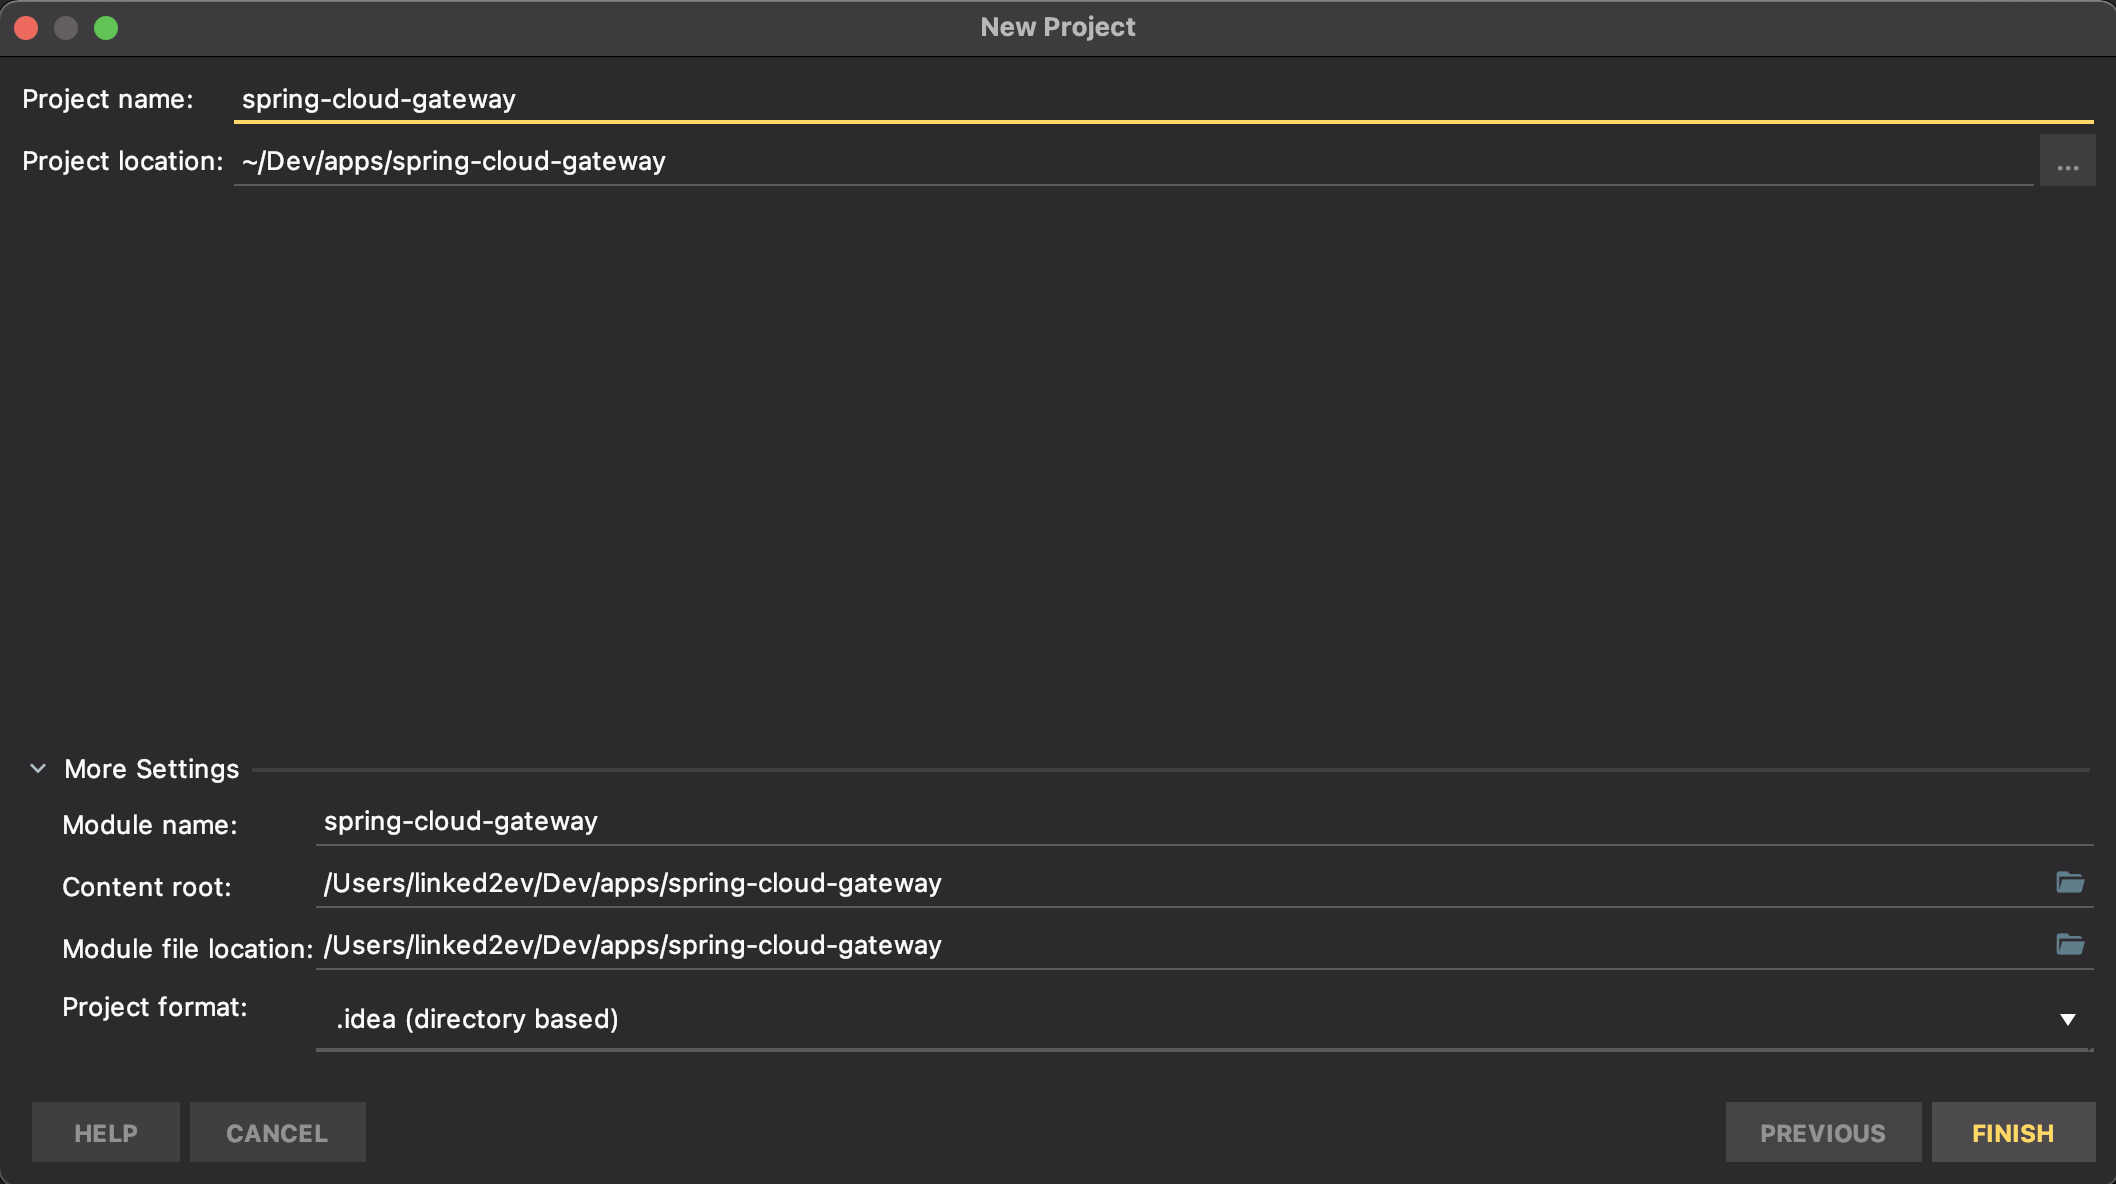 New Project
Project name: spring-cloud-gateway
Project location: ~/Dev/apps/spring-cloud-gateway ...
More Settings
Module name: spring-cloud-gateway
Content root: /Users/linked2ev/Dev/apps/spring-cloud-gateway
Module file location: /Users/linked2ev/Dev/apps/spring-cloud-gateway
Project format: .idea (directory based)
HELP CANCEL PREVIOUS FINISH